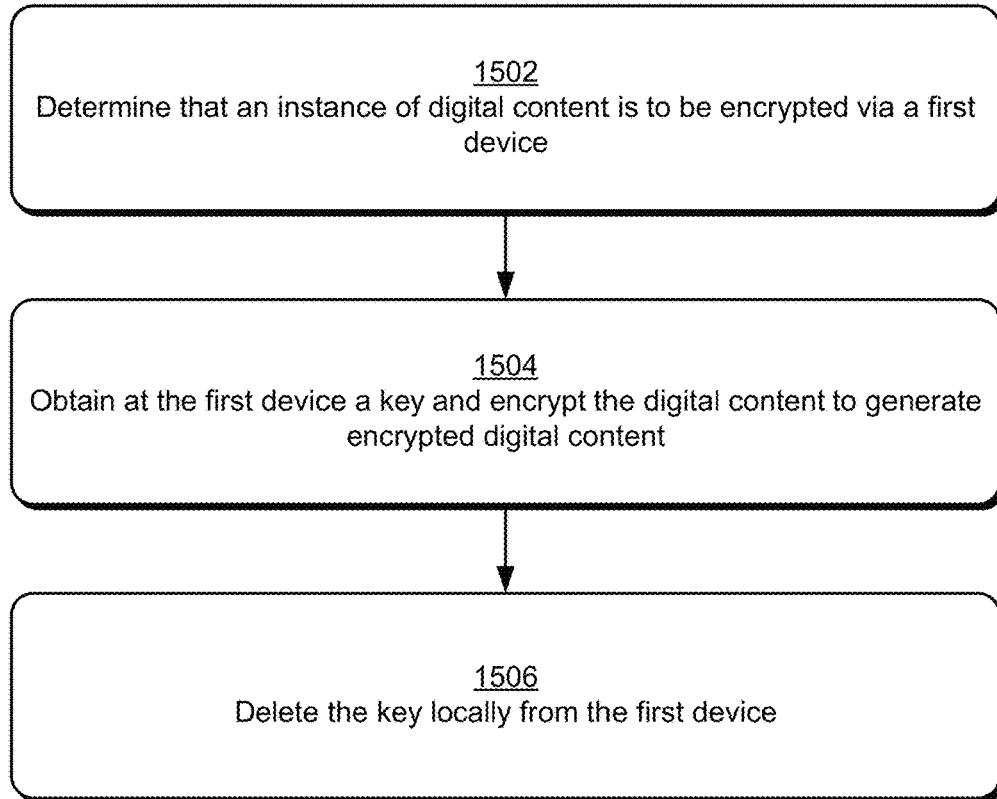 1502
Determine that an instance of digital content is to be encrypted via a first
device
1504
Obtain at the first device a key and encrypt the digital content to generate
encrypted digital content
1506
Delete the key locally from the first device